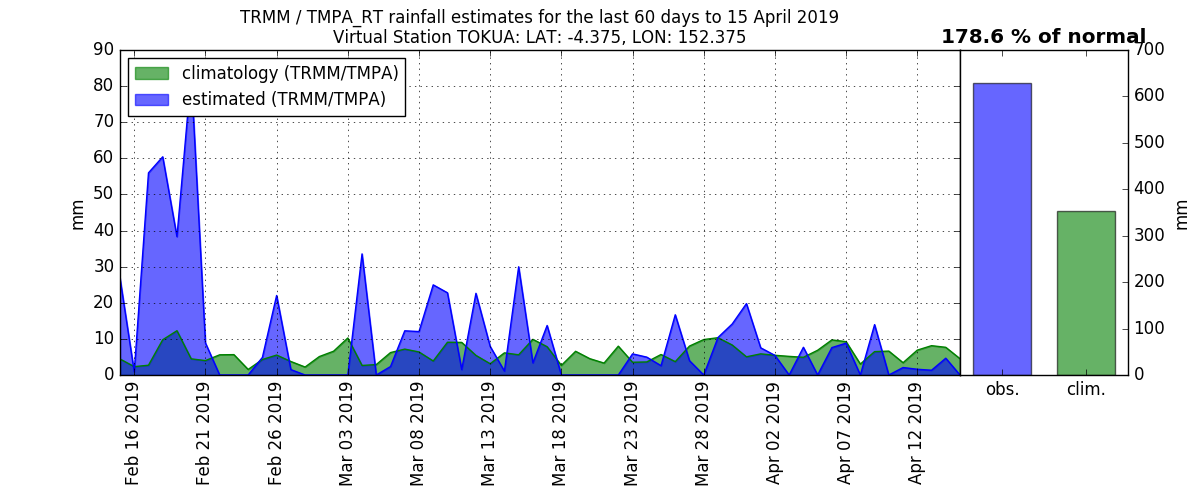 TRMM / TMPA_RT rainfall estimates for the last 60 days to 15 April 2019
Virtual Station TOKUA: LAT: -4.375, LON: 152.375
178.6 % of normal
climatology (TRMM/TMPA)
estimated (TRMM/TMPA)
mm
90
80
70
60
50
40
30
20
10
0
Feb 16 2019
Feb 21 2019
Feb 26 2019
Mar 03 2019
Mar 08 2019
Mar 13 2019
Mar 18 2019
Mar 23 2019
Mar 28 2019
Apr 02 2019
Apr 07 2019
Apr 12 2019
obs.
clim.
700
600
500
400
300
200
100
0
mm